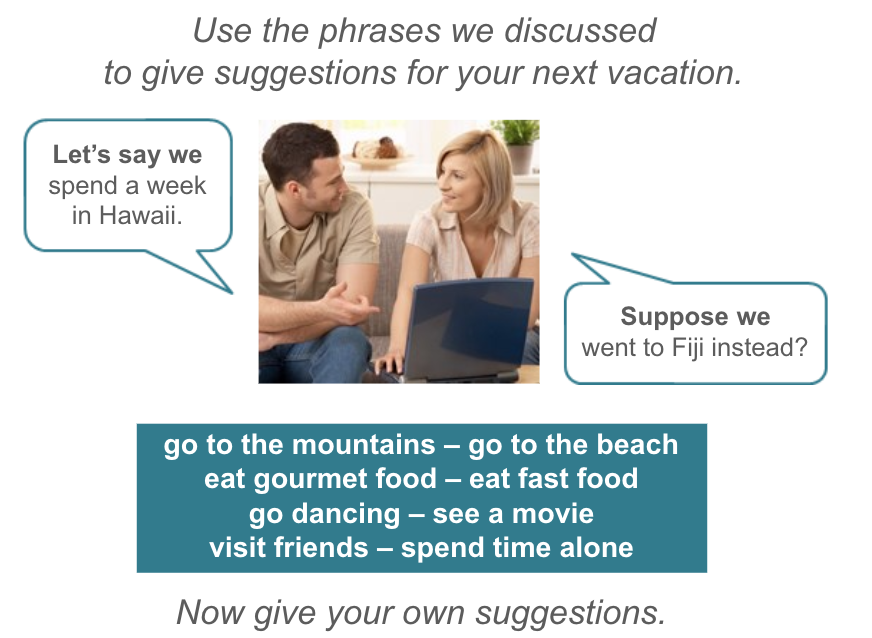 Use the phrases we discussed
to give suggestions for your next vacation.
Let’s say we
spend a week
in Hawaii.
Suppose we
went to Fiji instead?
go to the mountains – go to the beach
eat gourmet food – eat fast food
go dancing – see a movie
visit friends – spend time alone
Now give your own suggestions.